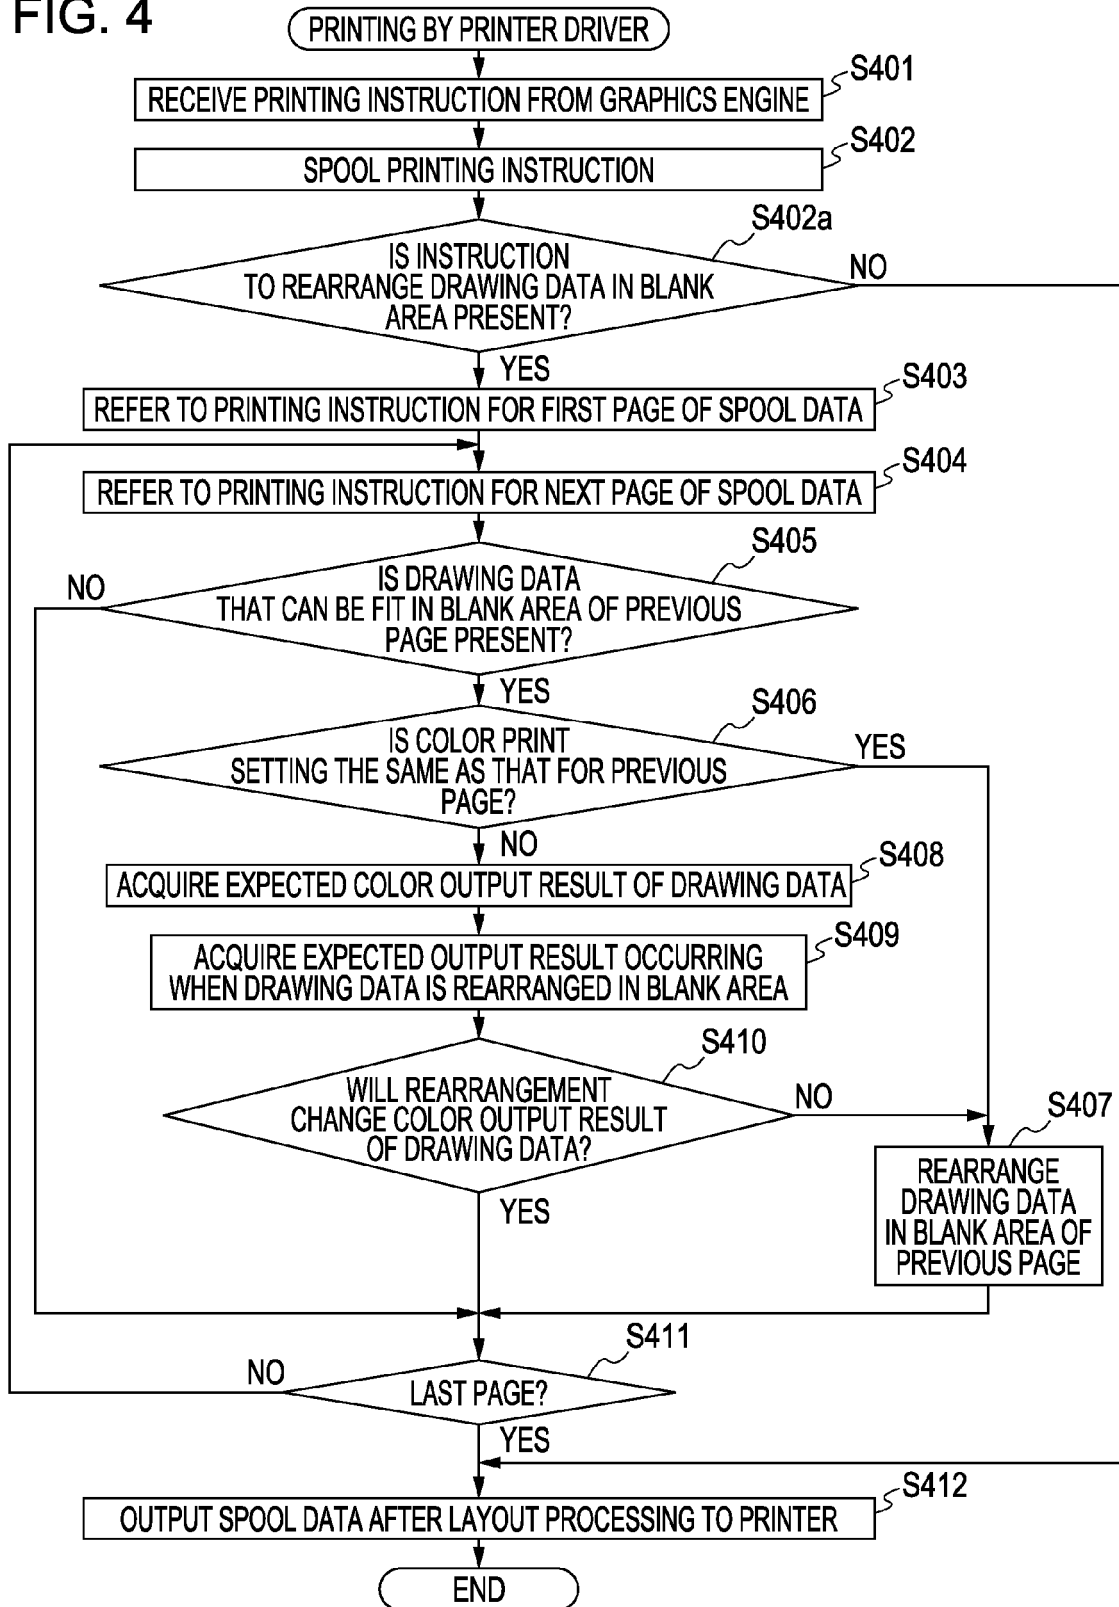 FIG. 4
PRINTING BY PRINTER DRIVER
S401
RECEIVE PRINTING INSTRUCTION FROM GRAPHICS ENGINE
S402
SPOOL PRINTING INSTRUCTION
S402a
IS INSTRUCTION
TO REARRANGE DRAWING DATA IN BLANK
AREA PRESENT?
NO
YES
S403
REFER TO PRINTING INSTRUCTION FOR FIRST PAGE OF SPOOL DATA
S404
REFER TO PRINTING INSTRUCTION FOR NEXT PAGE OF SPOOL DATA
S405
NO
IS DRAWING DATA
THAT CAN BE FIT IN BLANK AREA OF PREVIOUS
PAGE PRESENT?
YES
S406
IS COLOR PRINT
SETTING THE SAME AS THAT FOR PREVIOUS
PAGE?
YES
NO
S408
ACQUIRE EXPECTED COLOR OUTPUT RESULT OF DRAWING DATA
S409
ACQUIRE EXPECTED OUTPUT RESULT OCCURRING
WHEN DRAWING DATA IS REARRANGED IN BLANK AREA
S410
WILL REARRANGEMENT
CHANGE COLOR OUTPUT RESULT
OF DRAWING DATA?
NO
YES
S407
REARRANGE
DRAWING DATA
IN BLANK AREA OF
PREVIOUS PAGE
S411
NO
LAST PAGE?
YES
S412
OUTPUT SPOOL DATA AFTER LAYOUT PROCESSING TO PRINTER
END